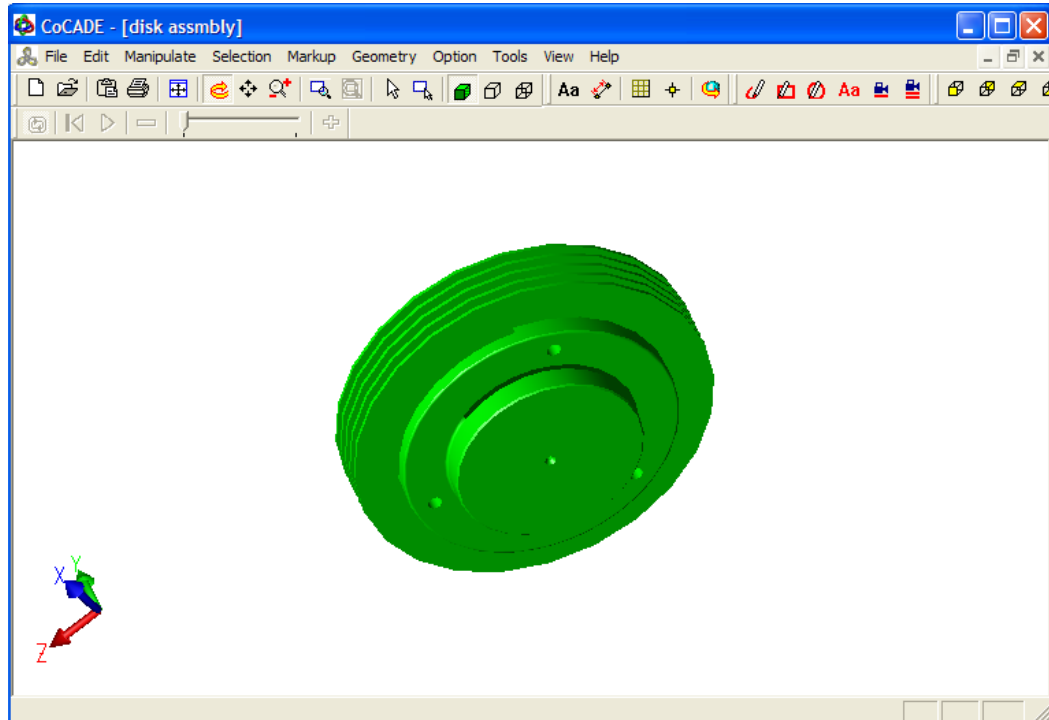 CoCADE - [disk assmbly]
File Edit Manipulate Selection Markup Geometry Option Tools View Help
Aa Aa
Y
X
Z